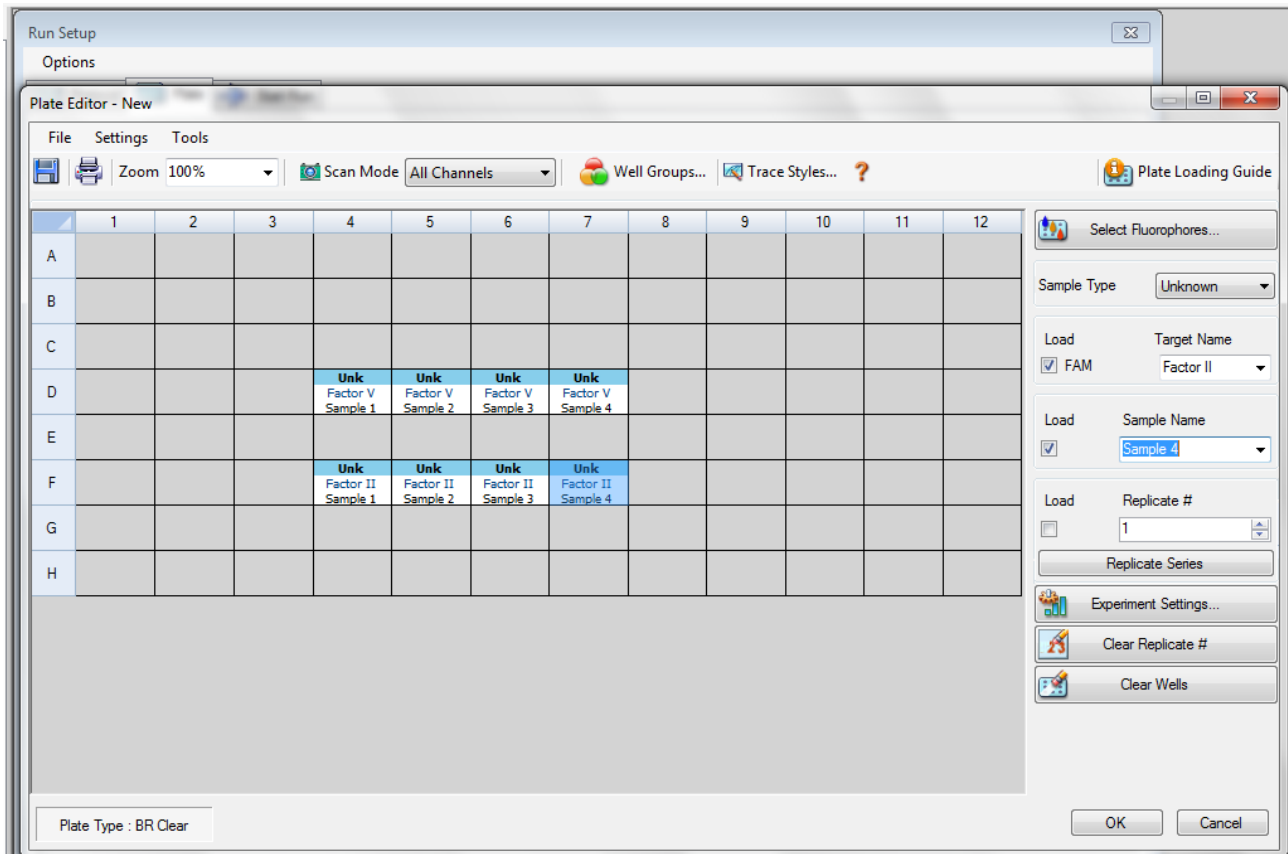 Run Setup
Options
Plate Editor - New
File Settings Tools
Zoom 100% Scan Mode All Channels Well Groups... Trace Styles... ? Plate Loading Guide
1 2 3 4 5 6 7 8 9 10 11 12
Select Fluorophores...
A
Sample Type Unknown
B
C
Load Target Name
FAM Factor II
D
Unk Unk Unk Unk
Factor V Factor V Factor V Factor V
Sample 1 Sample 2 Sample 3 Sample 4
Load Sample Name
Sample 4
E
F
Unk Unk Unk Unk
Factor II Factor II Factor II Factor II
Sample 1 Sample 2 Sample 3 Sample 4
Load Replicate #
1
G
Replicate Series
H
Experiment Settings...
Clear Replicate #
Clear Wells
Plate Type : BR Clear
OK Cancel